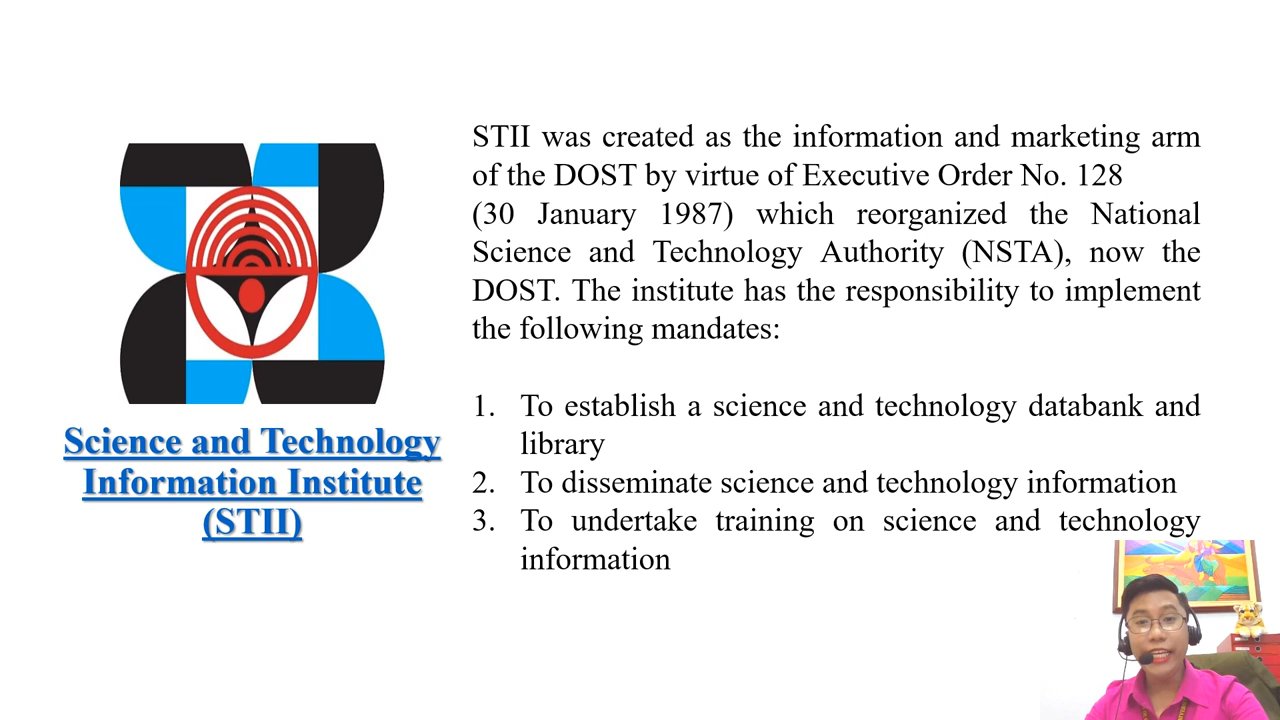 STII was created as the information and marketing arm
of the DOST by virtue of Executive Order No. 128
(30 January 1987) which reorganized the National
Science and Technology Authority (NSTA), now the
DOST. The institute has the responsibility to implement
the following mandates:
1. To establish a science and technology databank and
library
2. To disseminate science and technology information
3. To undertake training on science and technology
information
Science and Technology
Information Institute
(STII)